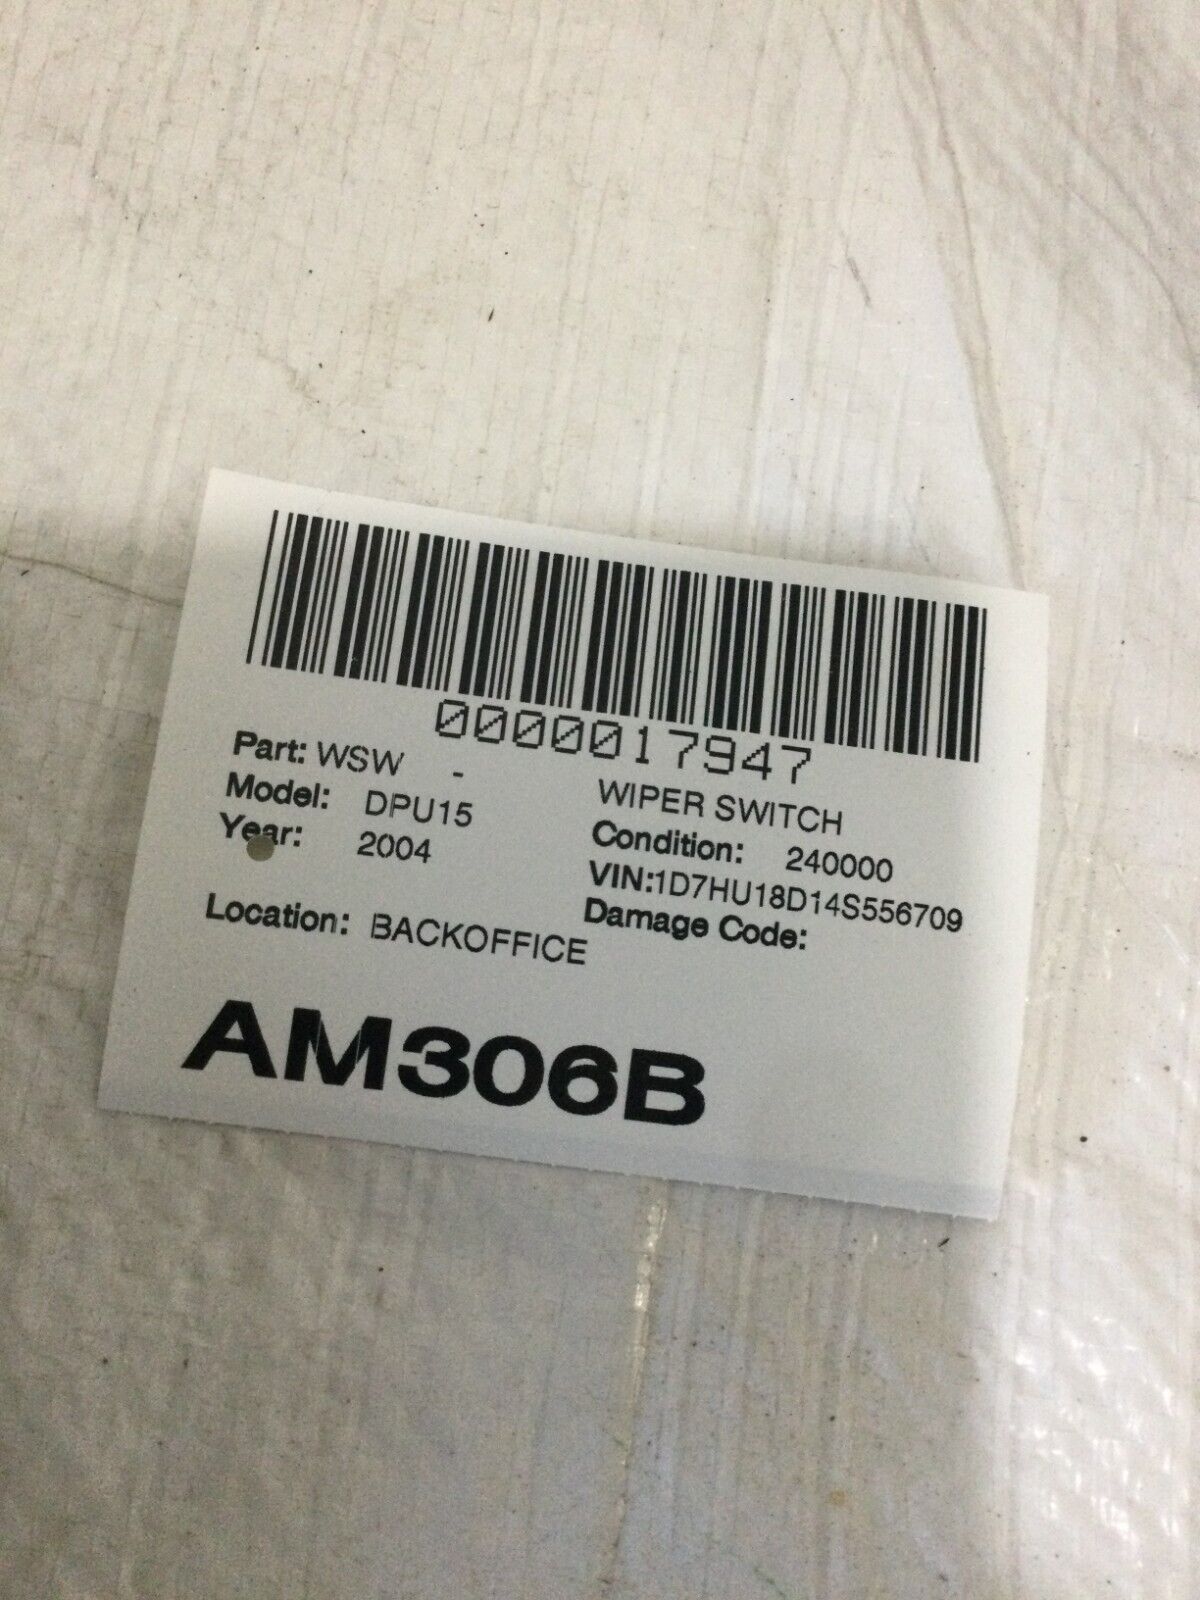 0000017947
Part: WSW - WIPER SWITCH
Model: DPU15 Condition: 240000
Year: 2004 VIN:1D7HU18D14S556709
Damage Code:
Location: BACKOFFICE
AM306B